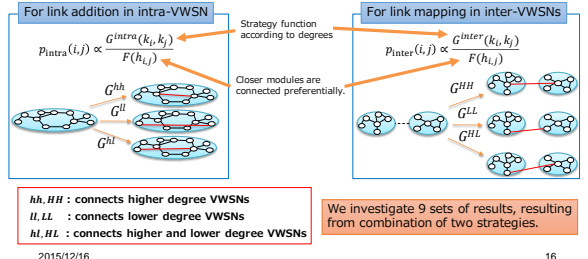 For link addition in intra-VWSN
p_intra(i,j) ∝ G^intra(k_i, k_j) / F(h_i,j)
G^hh
G^ll
G^hl
Strategy function
according to degrees
Closer modules are
connected preferentially.
For link mapping in inter-VWSNs
p_inter(i,j) ∝ G^inter(k_i, k_j) / F(h_i,j)
G^HH
G^LL
G^HL
hh, HH : connects higher degree VWSNs
ll, LL : connects lower degree VWSNs
hl, HL : connects higher and lower degree VWSNs
We investigate 9 sets of results, resulting
from combination of two strategies.
2015/12/16
16